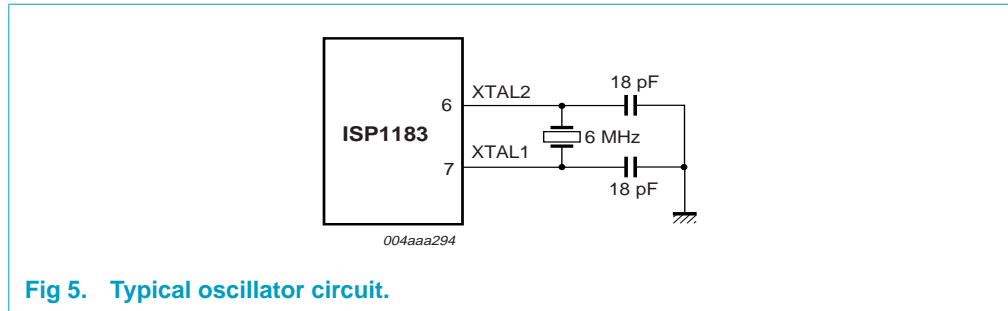 18 pF
XTAL2
6
ISP1183
6 MHz
XTAL1
7
18 pF
004aaa294
Fig 5. Typical oscillator circuit.